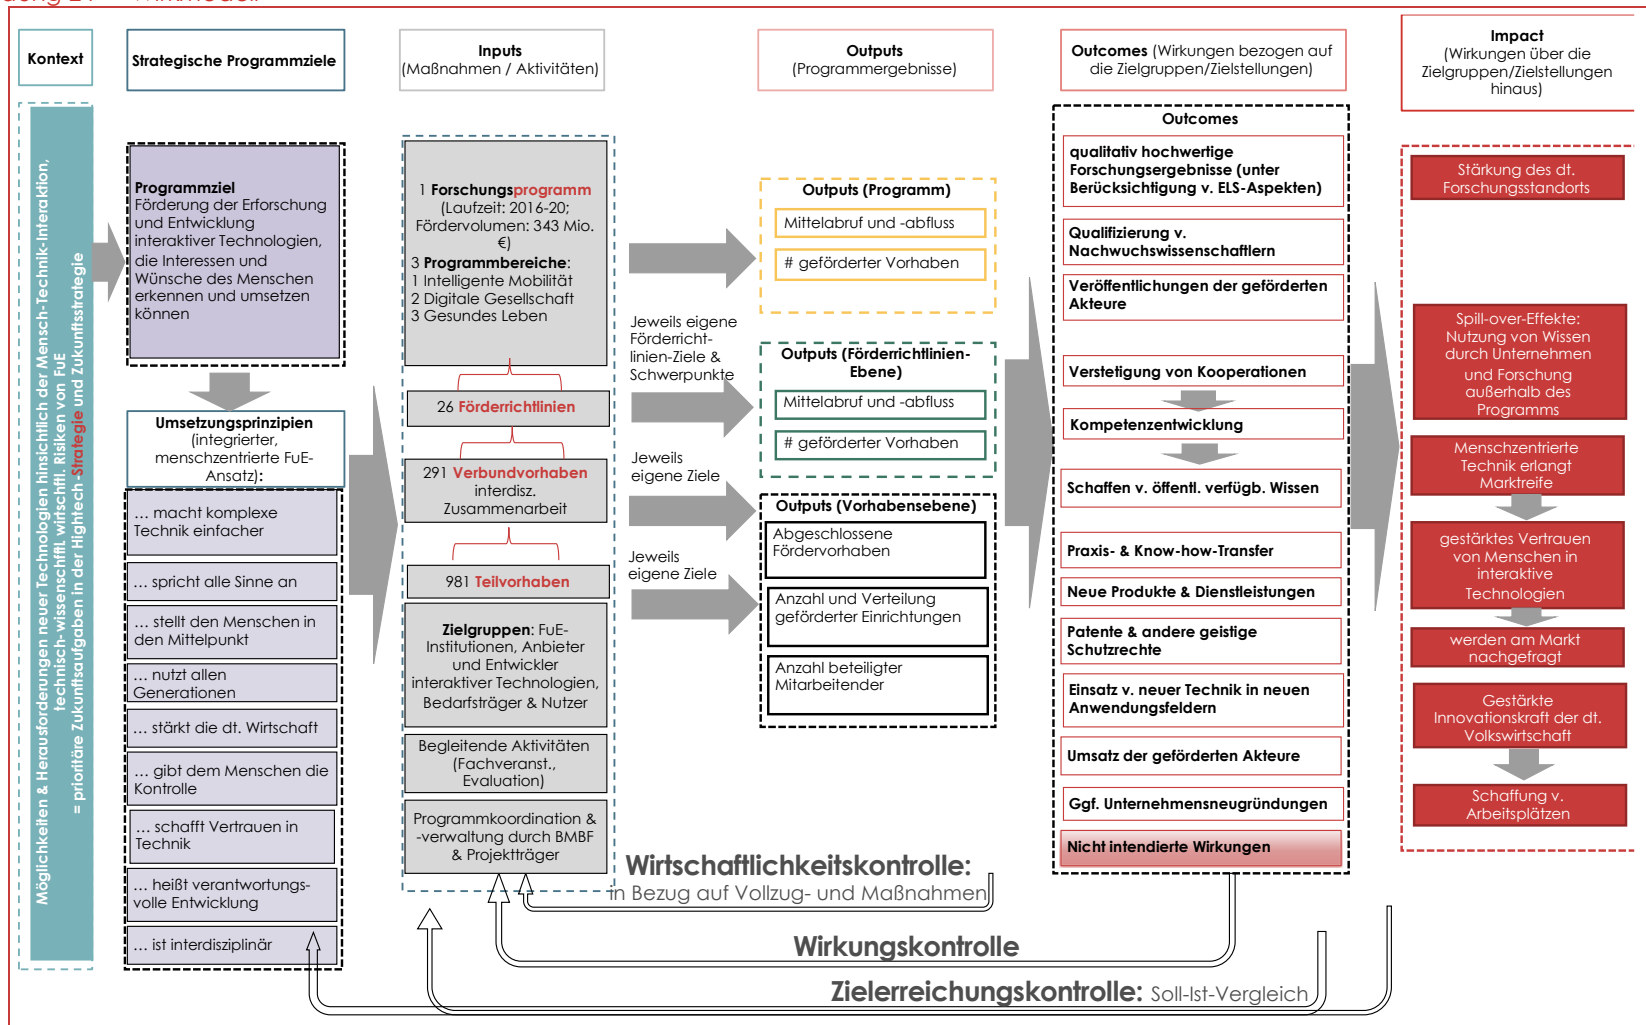 Kontext
Möglichkeiten & Herausforderungen neuer Technologien hinsichtlich der Mensch-Technik-Interaktion,
technisch-wissenschftl. wirtschftl. Risiken von FuE
= prioritäre Zukunftsaufgaben in der Hightech-Strategie und Zukunftsstrategie
Strategische Programmziele
Programmziel
Förderung der Erforschung
und Entwicklung
interaktiver Technologien,
die Interessen und
Wünsche des Menschen
erkennen und umsetzen
können
Umsetzungsprinzipien
(integrierter,
menschzentrierte FuE-
Ansatz):
... macht komplexe
Technik einfacher
... spricht alle Sinne an
... stellt den Menschen in
den Mittelpunkt
... nutzt allen
Generationen
... stärkt die dt. Wirtschaft
... gibt dem Menschen die
Kontrolle
... schafft Vertrauen in
Technik
... heißt verantwortungs-
volle Entwicklung
... ist interdisziplinär
Inputs
(Maßnahmen / Aktivitäten)
1 Forschungsprogramm
(Laufzeit: 2016-20;
Fördervolumen: 343 Mio.
€)
3 Programmbereiche:
1 Intelligente Mobilität
2 Digitale Gesellschaft
3 Gesundes Leben
26 Förderrichtlinien
291 Verbundvorhaben
interdisz.
Zusammenarbeit
981 Teilvorhaben
Zielgruppen: FuE-
Institutionen, Anbieter
und Entwickler
interaktiver Technologien,
Bedarfsträger & Nutzer
Begleitende Aktivitäten
(Fachveranst.,
Evaluation)
Programmkoordination &
-verwaltung durch BMBF
& Projektträger
Jeweils eigene
Förderricht-
linien-Ziele &
Schwerpunkte
Jeweils
eigene Ziele
Jeweils
eigene Ziele
Outputs
(Programmergebnisse)
Outputs (Programm)
Mittelabruf und -abfluss
# geförderter Vorhaben
Outputs (Förderrichtlinien-
Ebene)
Mittelabruf und -abfluss
# geförderter Vorhaben
Outputs (Vorhabensebene)
Abgeschlossene
Fördervorhaben
Anzahl und Verteilung
geförderter Einrichtungen
Anzahl beteiligter
Mitarbeitender
Outcomes (Wirkungen bezogen auf
die Zielgruppen/Zielstellungen)
Outcomes
qualitativ hochwertige
Forschungsergebnisse (unter
Berücksichtigung v. ELS-Aspekten)
Qualifizierung v.
Nachwuchswissenschaftlern
Veröffentlichungen der geförderten
Akteure
Verstetigung von Kooperationen
Kompetenzentwicklung
Schaffen v. öffentl. verfügb. Wissen
Praxis- & Know-how-Transfer
Neue Produkte & Dienstleistungen
Patente & andere geistige
Schutzrechte
Einsatz v. neuer Technik in neuen
Anwendungsfeldern
Umsatz der geförderten Akteure
Ggf. Unternehmensneugründungen
Nicht intendierte Wirkungen
Impact
(Wirkungen über die
Zielgruppen/Zielstellungen
hinaus)
Stärkung des dt.
Forschungsstandorts
Spill-over-Effekte:
Nutzung von Wissen
durch Unternehmen
und Forschung
außerhalb des
Programms
Menschzentrierte
Technik erlangt
Marktreife
gestärktes Vertrauen
von Menschen in
interaktive
Technologien
werden am Markt
nachgefragt
Gestärkte
Innovationskraft der dt.
Volkswirtschaft
Schaffung v.
Arbeitsplätzen
Wirtschaftlichkeitskontrolle:
in Bezug auf Vollzug- und Maßnahmen
Wirkungskontrolle
Zielerreichungskontrolle: Soll-Ist-Vergleich